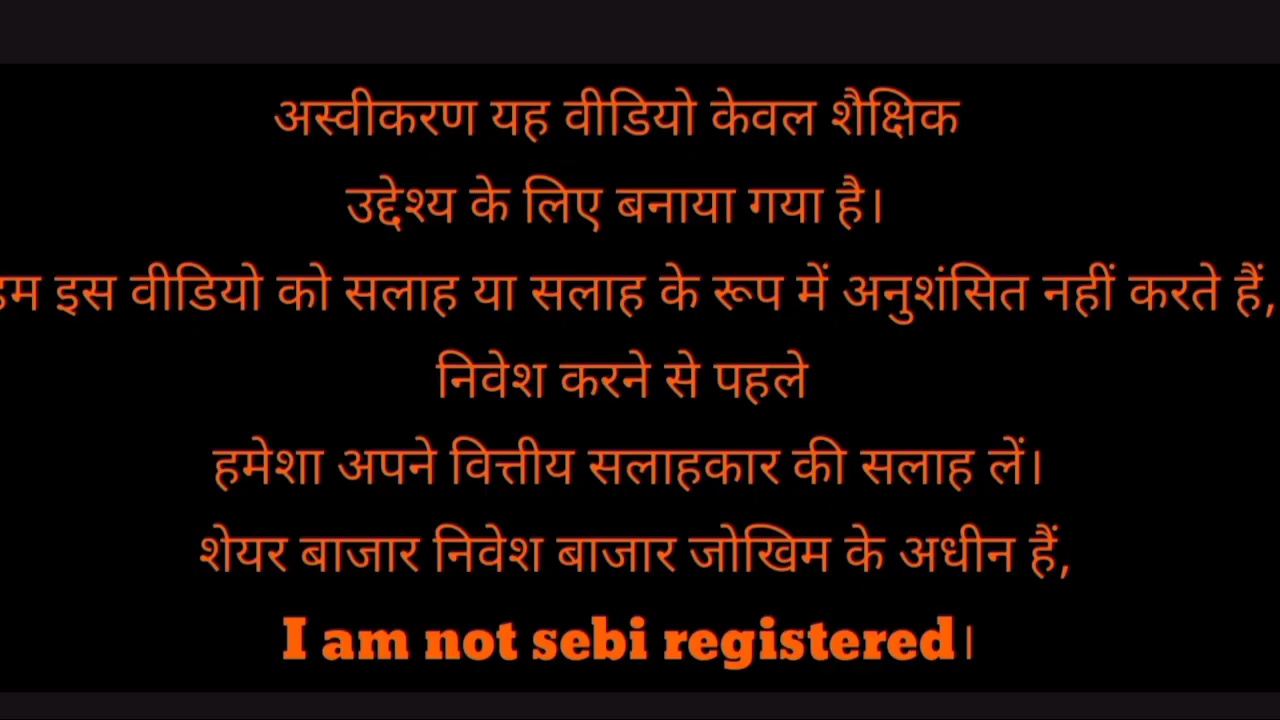 अस्वीकरण यह वीडियो केवल शैक्षिक
उद्देश्य के लिए बनाया गया है।
हम इस वीडियो को सलाह या सलाह के रूप में अनुशंसित नहीं करते हैं,
निवेश करने से पहले
हमेशा अपने वित्तीय सलाहकार की सलाह लें।
शेयर बाजार निवेश बाजार जोखिम के अधीन हैं,
I am not sebi registered।